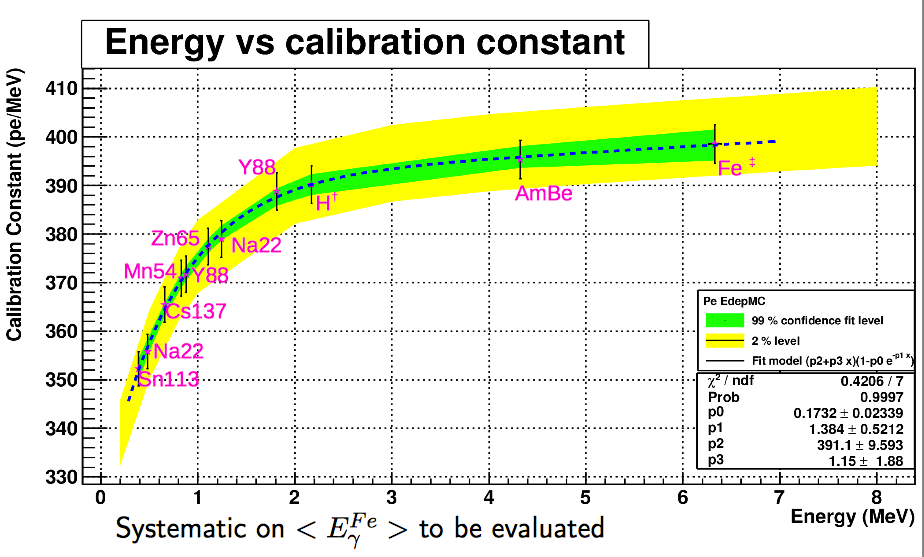 Energy vs calibration constant
Calibration Constant (pe/MeV)
410
400
390
380
370
360
350
340
330
Y88
H†
AmBe
Fe ‡
Zn65
Na22
Mn54
Y88
Cs137
Na22
Sn113
Pe EdepMC
99 % confidence fit level
2 % level
Fit model (p2+p3 x)(1-p0 e^-p1 x)
χ² / ndf 0.4206 / 7
Prob 0.9997
p0 0.1732 ± 0.02339
p1 1.384 ± 0.5212
p2 391.1 ± 9.593
p3 1.15 ± 1.88
0 1 2 3 4 5 6 7 8
Energy (MeV)
Systematic on < E_γ^Fe > to be evaluated